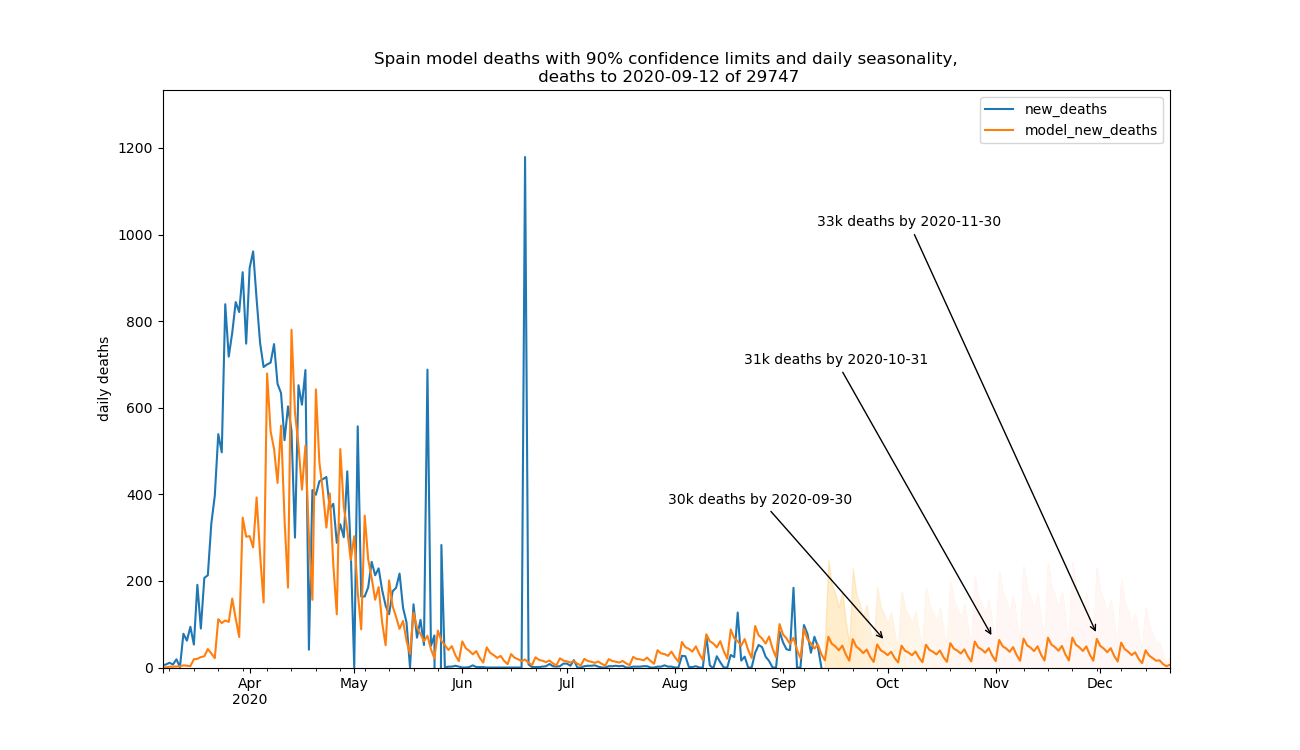 Spain model deaths with 90% confidence limits and daily seasonality,
deaths to 2020-09-12 of 29747
new_deaths
model_new_deaths
1200
1000
800
600
400
200
0
daily deaths
33k deaths by 2020-11-30
31k deaths by 2020-10-31
30k deaths by 2020-09-30
Apr
2020
May
Jun
Jul
Aug
Sep
Oct
Nov
Dec